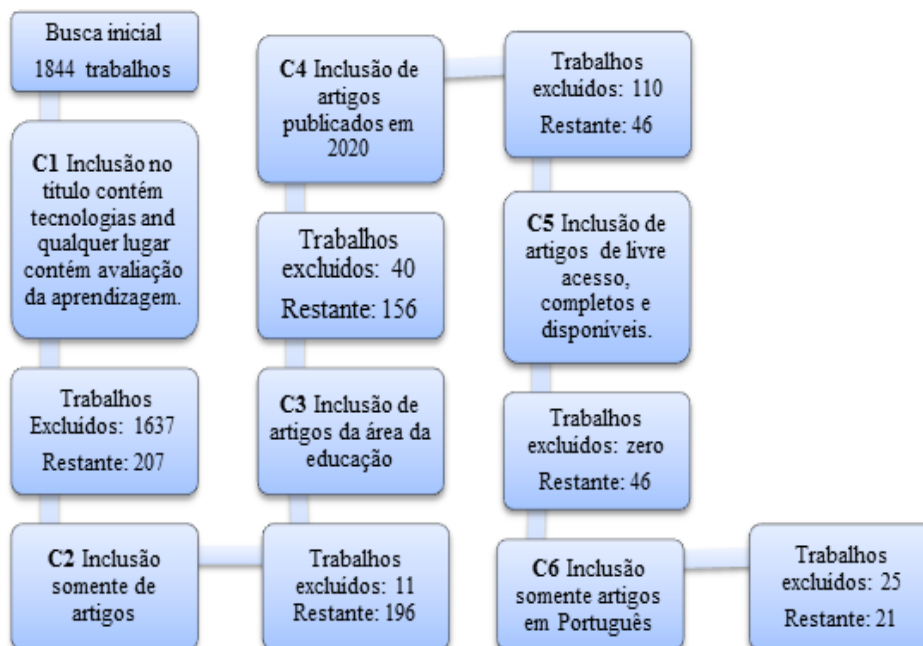 Busca inicial
1844 trabalhos
C1 Inclusão no
título contém
tecnologias and
qualquer lugar
contém avaliação
da aprendizagem.
Trabalhos
Excluídos: 1637
Restante: 207
C2 Inclusão
somente de
artigos
Trabalhos
excluídos: 11
Restante: 196
C3 Inclusão de
artigos da área da
educação
Trabalhos
excluídos: 40
Restante: 156
C4 Inclusão de
artigos
publicados em
2020
Trabalhos
excluídos: 110
Restante: 46
C5 Inclusão de
artigos de livre
acesso,
completos e
disponíveis.
Trabalhos
excluídos: zero
Restante: 46
C6 Inclusão
somente artigos
em Português
Trabalhos
excluídos: 25
Restante: 21